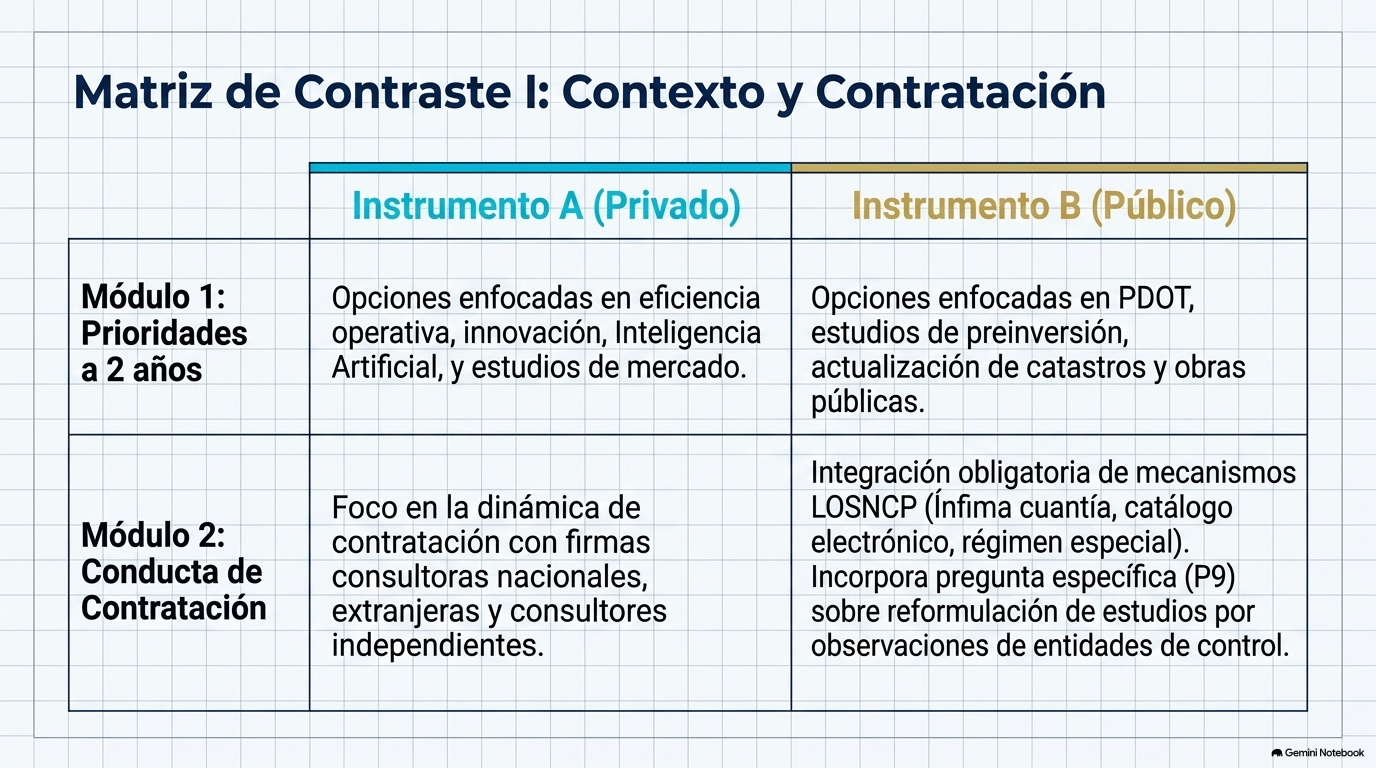 Matriz de Contraste I: Contexto y Contratación
Instrumento A (Privado)
Instrumento B (Público)
Módulo 1:
Prioridades
a 2 años
Opciones enfocadas en eficiencia
operativa, innovación, Inteligencia
Artificial, y estudios de mercado.
Opciones enfocadas en PDOT,
estudios de preinversión,
actualización de catastros y obras
públicas.
Módulo 2:
Conducta de
Contratación
Foco en la dinámica de
contratación con firmas
consultoras nacionales,
extranjeras y consultores
independientes.
Integración obligatoria de mecanismos
LOSNCP (Ínfima cuantía, catálogo
electrónico, régimen especial).
Incorpora pregunta específica (P9)
sobre reformulación de estudios por
observaciones de entidades de control.
Gemini Notebook